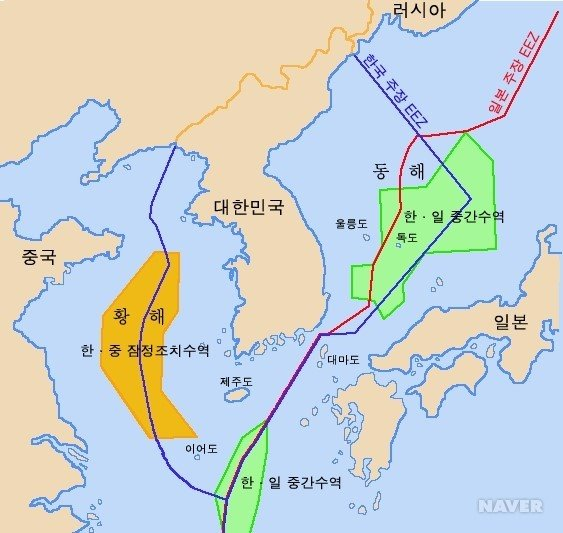 러시아
한국 주장 EEZ
일본 주장 EEZ
동 해
대한민국
한·일 중간수역
울릉도
독도
중국
황 해
일본
한·중 잠정조치수역
대마도
제주도
이어도
한·일 중간수역
NAVER